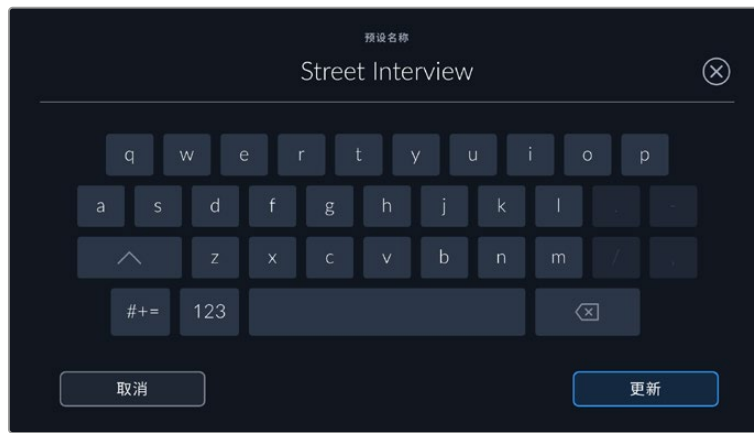 预设名称
Street Interview
q w e r t y u i o p
a s d f g h j k l . -
z x c v b n m / ,
#+= 123
取消 更新